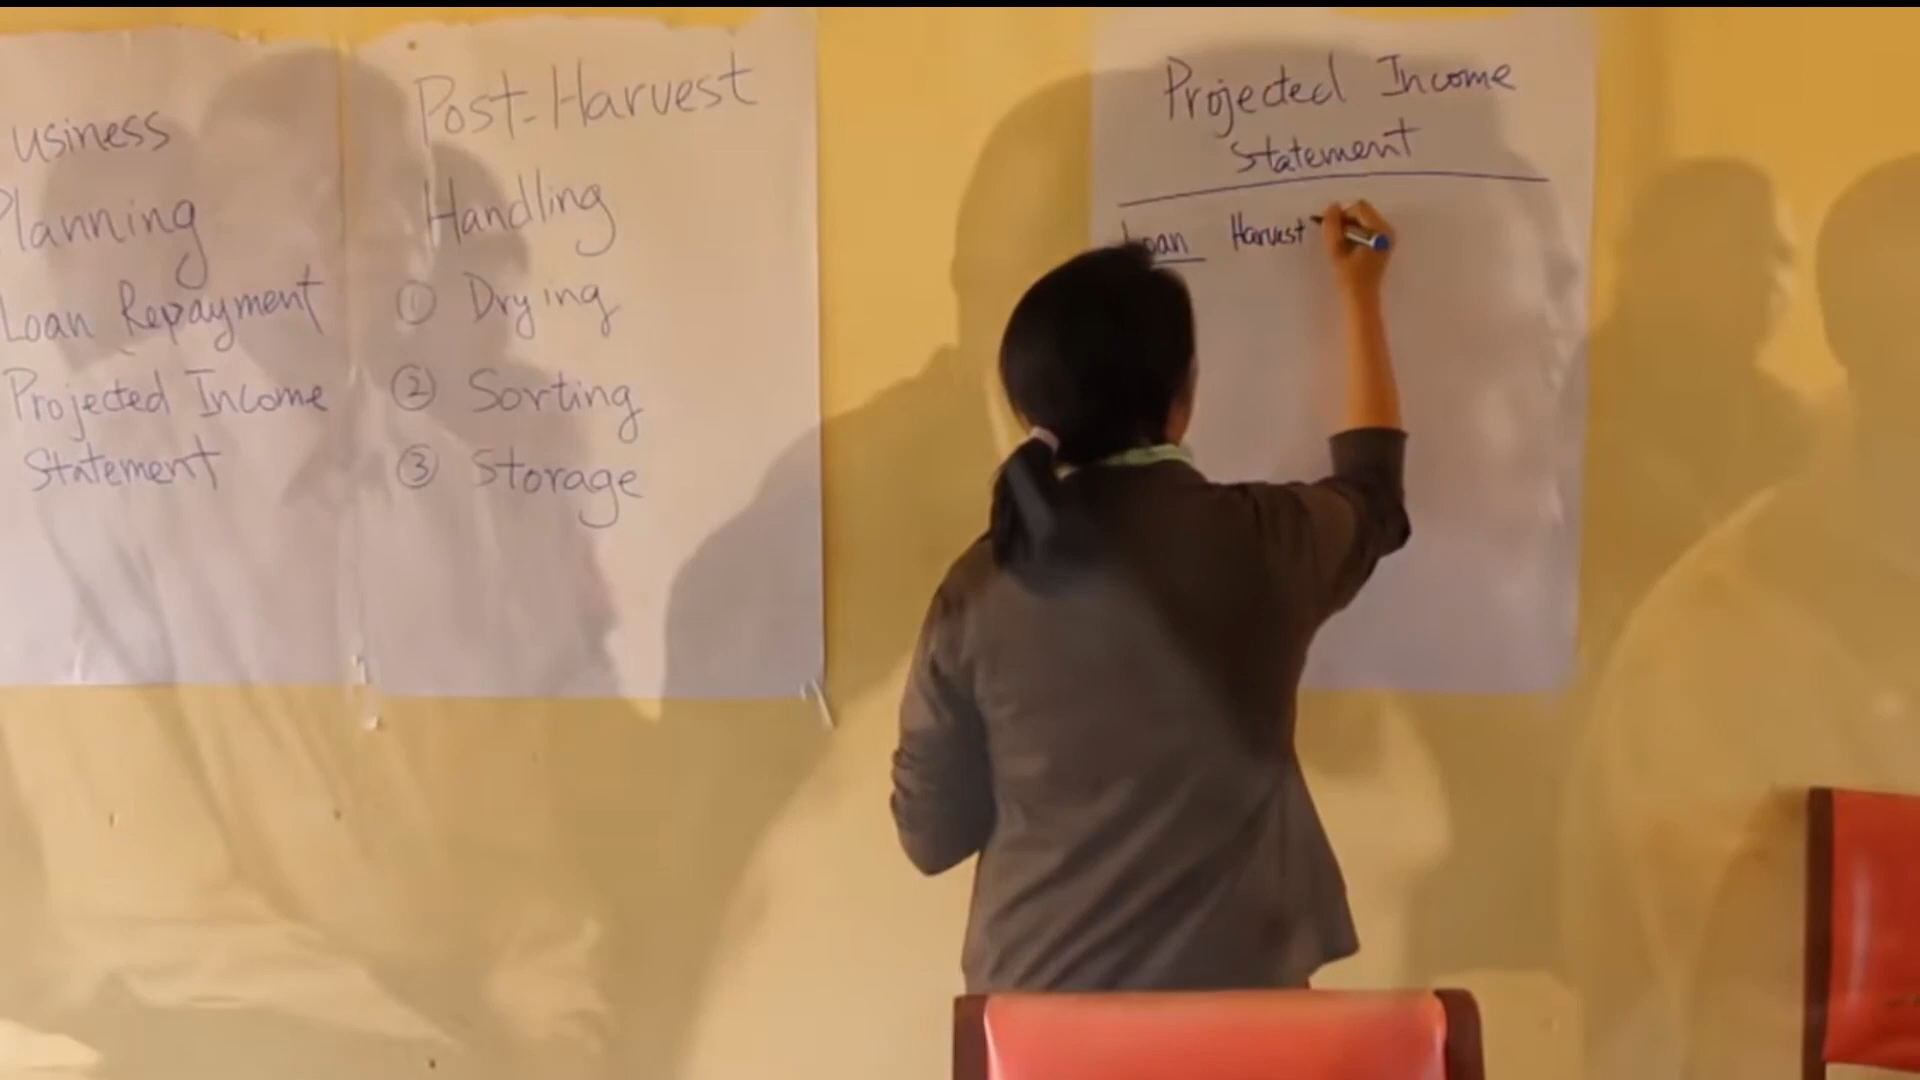 usiness
Planning
Loan Repayment
Projected Income
Statement
Post-Harvest
Handling
① Drying
② Sorting
③ Storage
Projected Income
Statement
Loan Harvest